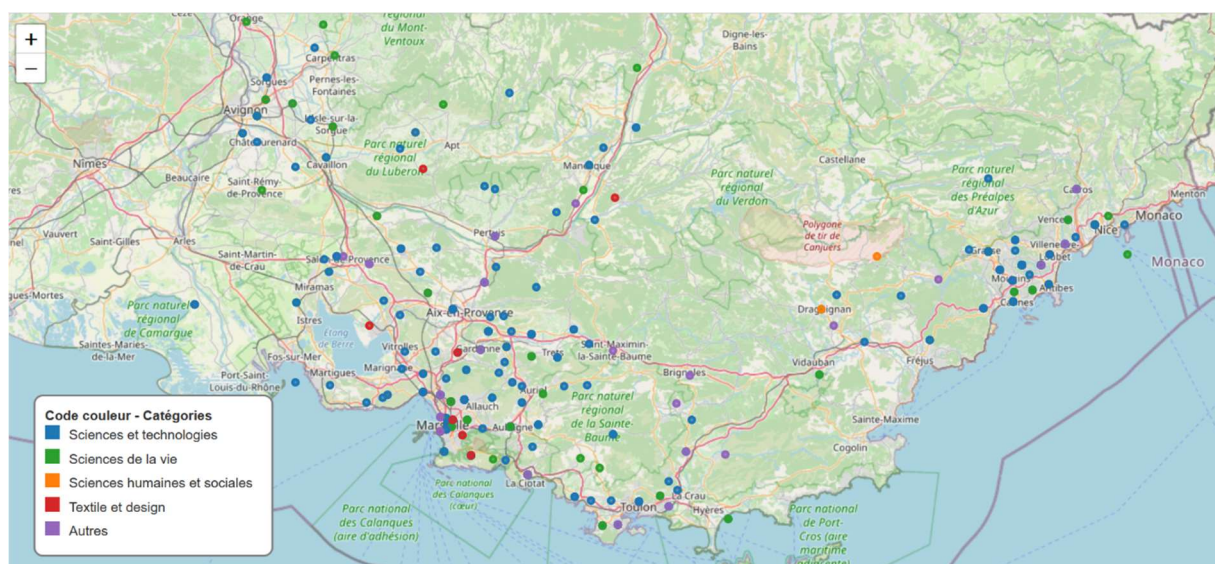 Orange
régional
du Mont-
Ventoux
Digne-les-
Bains
+
−
Carpentras
Sorgues
Pernes-les-
Fontaines
Avignon
L'Isle-sur-la-
Sorgue
Châteaurenard
Apt
Nîmes
Cavaillon
Parc naturel
régional
du Luberon
Manosque
Castellane
Beaucaire
Saint-Rémy-
de-Provence
Parc naturel
régional
du Verdon
Parc naturel
régional
des Préalpes
d'Azur
Carros
Menton
Monaco
Vence
Nice
Polygone
de tir de
Canjuers
Vauvert
Saint-Gilles
Arles
Pertuis
Villeneuve-
Loubet
Grasse
Monaco
Saint-Martin-
de-Crau
Salon-de-Provence
Miramas
Mougins
Antibes
Cannes
gues-Mortes
Parc naturel
régional
de Camargue
Istres
Étang
de Berre
Aix-en-Provence
Draguignan
Saintes-Maries-
de-la-Mer
Fos-sur-Mer
Vitrolles
Gardanne
Trets
Saint-Maximin-
la-Sainte-Baume
Vidauban
Fréjus
Port-Saint-
Louis-du-Rhône
Martigues
Marignane
Brignoles
Auriol
Allauch
Parc naturel
régional
de la Sainte-
Baume
Sainte-Maxime
Marseille
Aubagne
Cogolin
Code couleur - Catégories
Sciences et technologies
Sciences de la vie
Sciences humaines et sociales
Textile et design
Autres
Parc national
des Calanques
(cœur)
La Ciotat
Parc national
des Calanques
(aire d'adhésion)
La Crau
Toulon
Hyères
Parc national
de Port-
Cros (aire
maritime
adjacente)